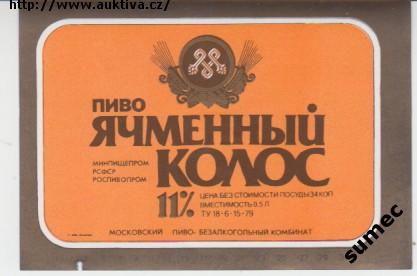 http://www.auktiva.cz/
ПИВО
ЯЧМЕННЫЙ
КОЛОС
МИНПИЩЕПРОМ
РСФСР
РОСПИВОПРОМ
11%
ЦЕНА БЕЗ СТОИМОСТИ ПОСУДЫ 34 КОП
ВМЕСТИМОСТЬ 0.5 Л
ТУ 18-6-15-79
МОСКОВСКИЙ ПИВО-БЕЗАЛКОГОЛЬНЫЙ КОМБИНАТ
sumec